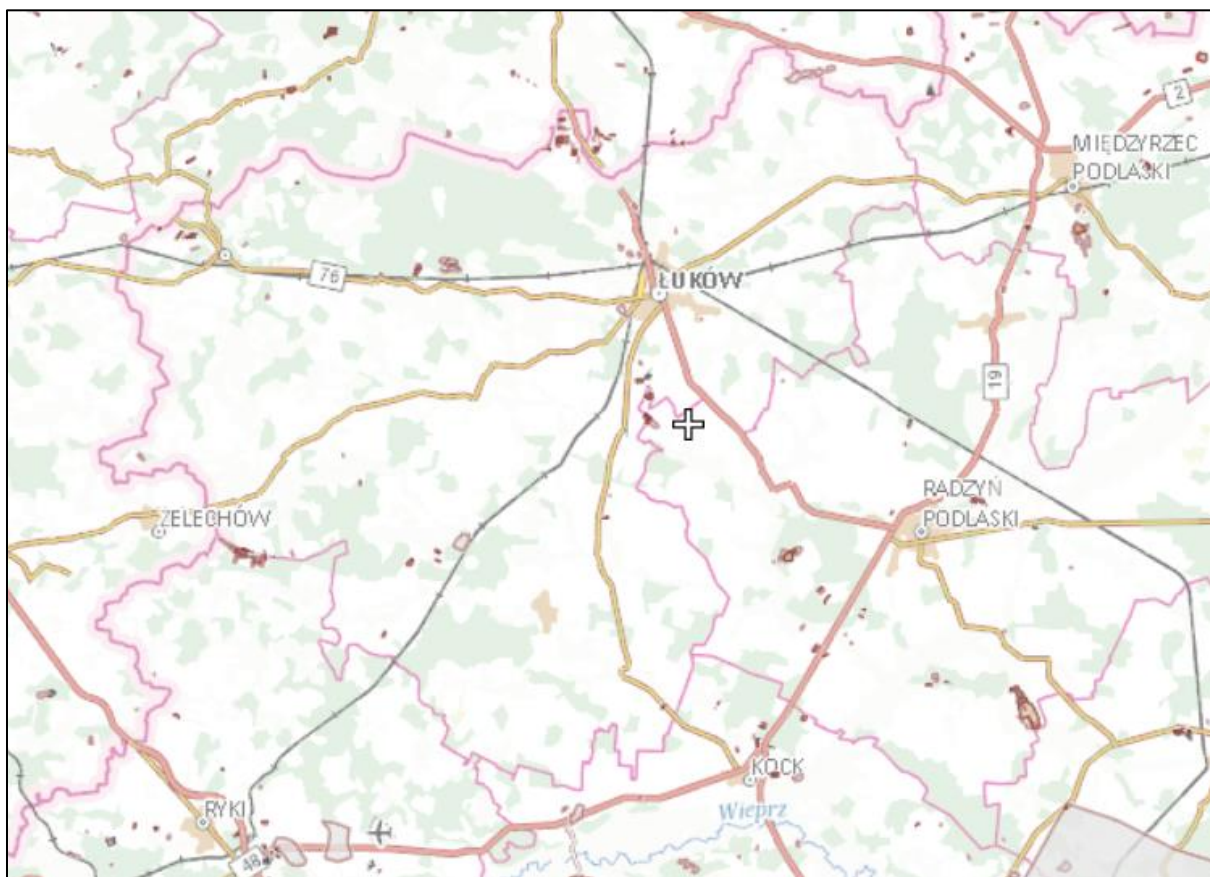 2
MIĘDZYRZEC
PODLASKI
76
ŁUKÓW
19
RADZYŃ
PODLASKI
ŻELECHÓW
KOCK
Wieprz
RYKI
48